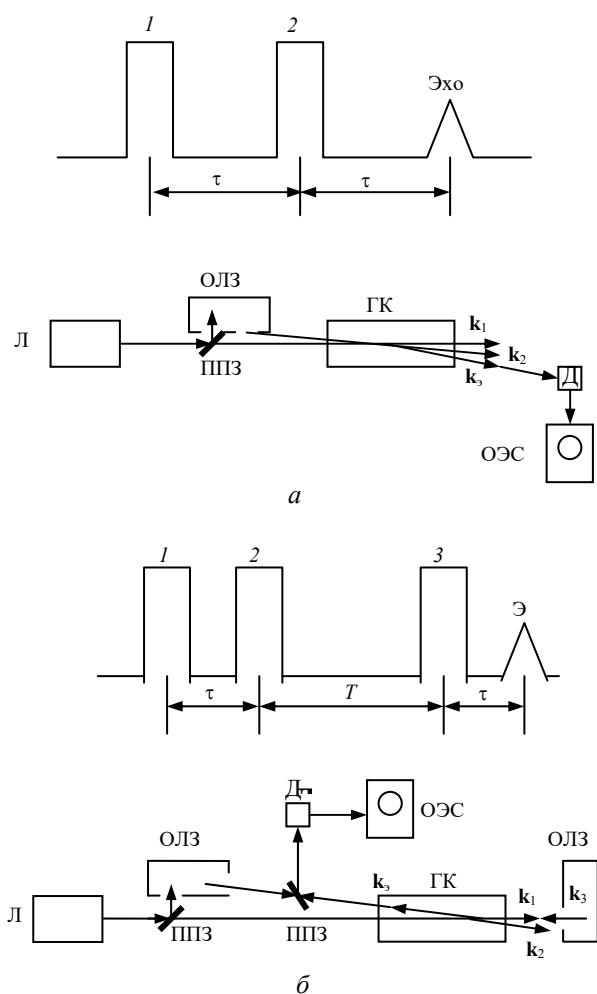 1 2
Эхо
τ τ
ОЛЗ
Л ГК k₁
ППЗ k₂
kэ Д
ОЭС
а
1 2 3
Э
τ T τ
Д ОЭС
ОЛЗ ОЛЗ
Л kэ ГК k₁ k₃
ППЗ ППЗ k₂
б